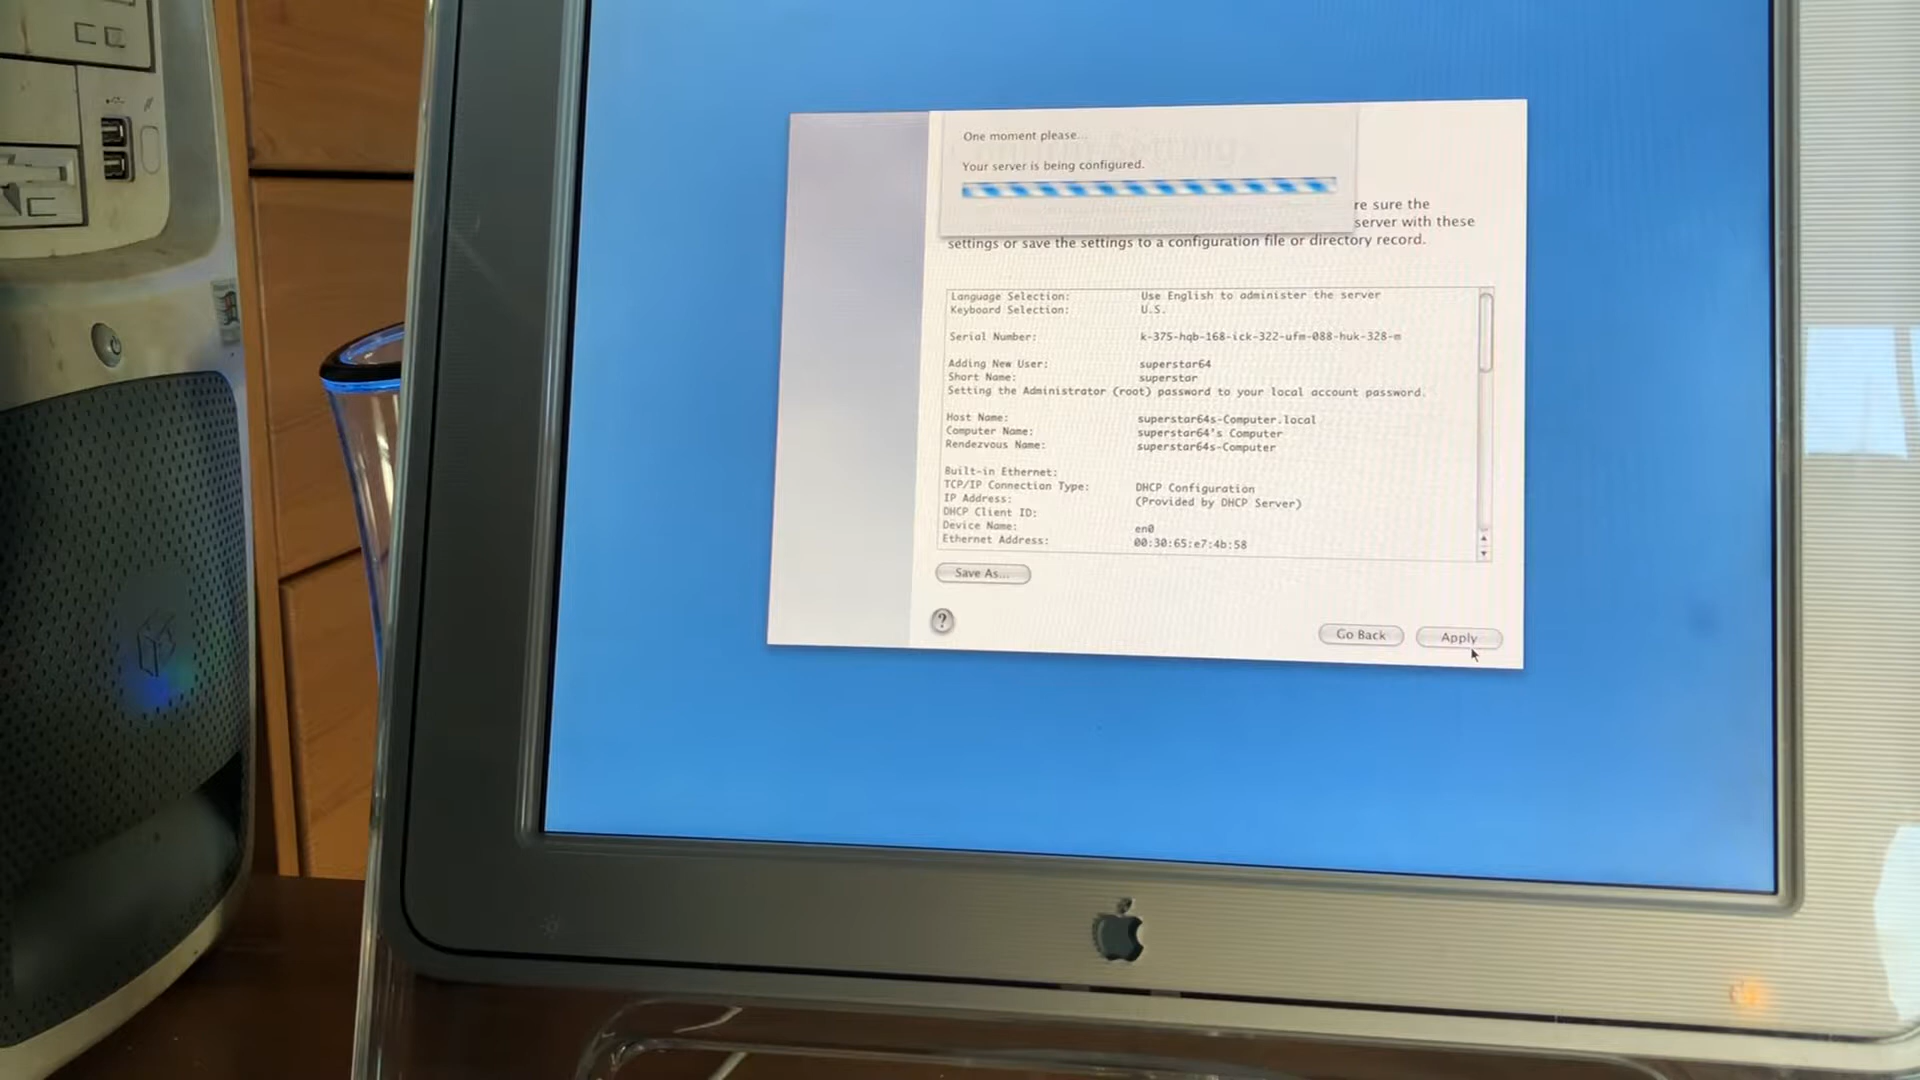 One moment please...
Your server is being configured.
re sure the
server with these
settings or save the settings to a configuration file or directory record.
Language Selection: Use English to administer the server
Keyboard Selection: U.S.
Serial Number: k-375-hqb-168-ick-322-ufm-088-huk-328-m
Adding New User: superstar64
Short Name: superstar
Setting the Administrator (root) password to your local account password.
Host Name: superstar64s-Computer.local
Computer Name: superstar64's Computer
Rendezvous Name: superstar64s-Computer
Built-in Ethernet:
TCP/IP Connection Type: DHCP Configuration
IP Address: (Provided by DHCP Server)
DHCP Client ID:
Device Name: en0
Ethernet Address: 00:30:65:e7:4b:58
Save As...
?
Go Back
Apply